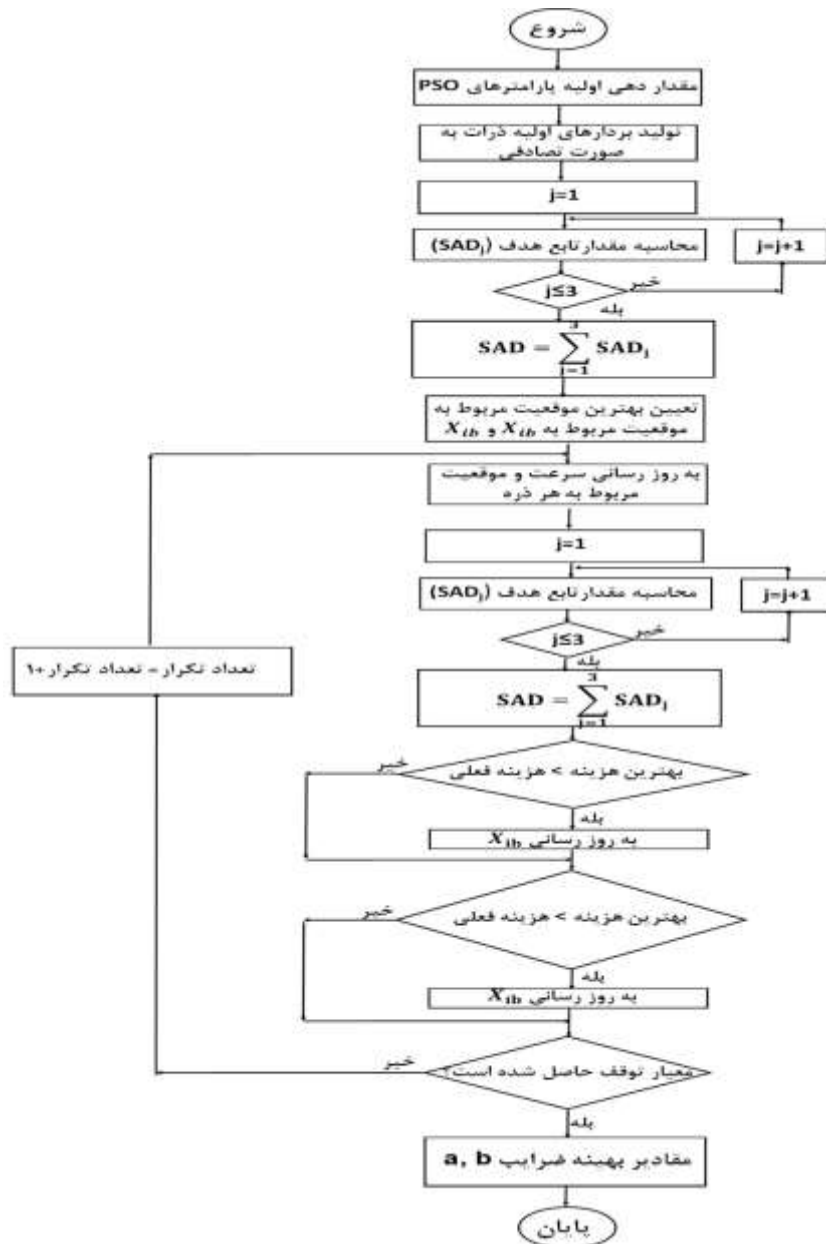 شروع
مقدار دهی اولیه پارامترهای PSO
تولید بردارهای اولیه ذرات به
صورت تصادفی
j=1
محاسبه مقدار تابع هدف (SADj)
j=j+1
j≤3
خیر
بله
SAD = ∑ SADj
3
j=1
تعیین بهترین موقعیت مربوط به
موقعیت مربوط به Xib و Xib
به روز رسانی سرعت و موقعیت
مربوط به هر ذره
j=1
محاسبه مقدار تابع هدف (SADj)
j=j+1
j≤3
خیر
بله
تعداد تکرار = تعداد تکرار+۱
SAD = ∑ SADj
3
j=1
خیر
بهترین هزینه > هزینه فعلی
بله
به روز رسانی Xib
خیر
بهترین هزینه > هزینه فعلی
بله
به روز رسانی Xib
خیر
معیار توقف حاصل شده است؟
بله
مقادیر بهینه ضرایب a, b
پایان